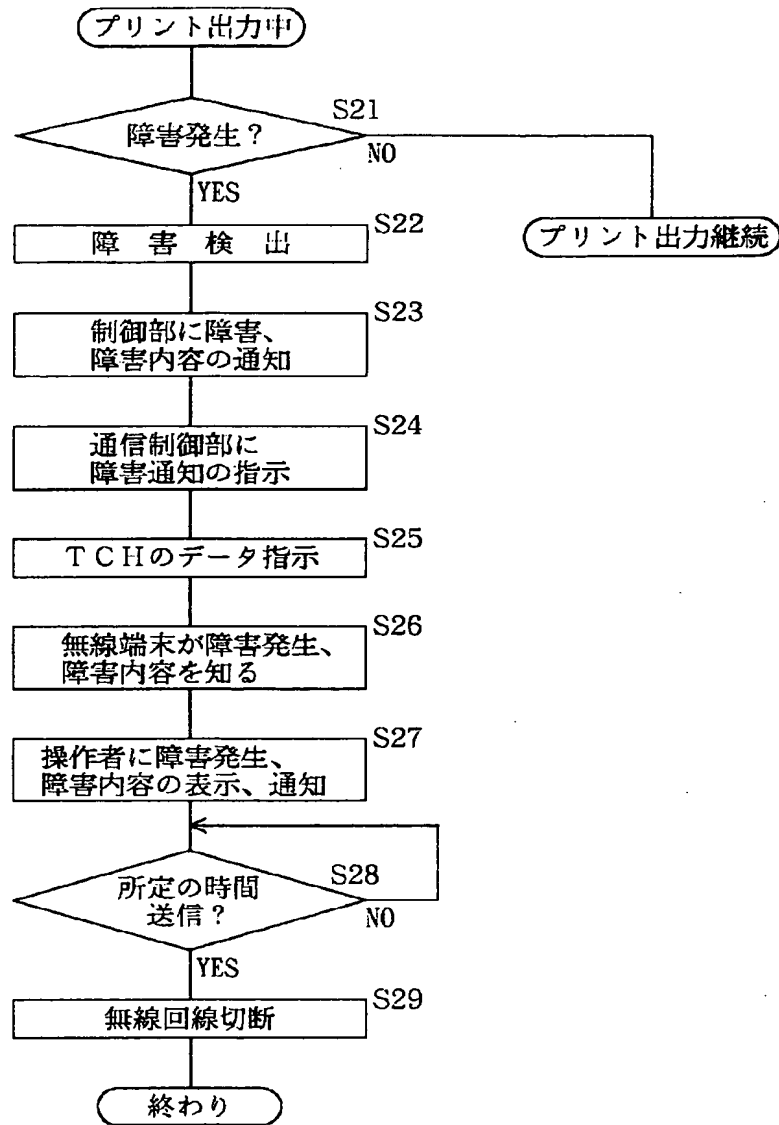 プリント出力中
S21
障害発生？
NO
YES
S22
障 害 検 出
プリント出力継続
S23
制御部に障害、
障害内容の通知
S24
通信制御部に
障害通知の指示
S25
ＴＣＨのデータ指示
S26
無線端末が障害発生、
障害内容を知る
S27
操作者に障害発生、
障害内容の表示、通知
S28
所定の時間
送信？
NO
YES
S29
無線回線切断
終わり